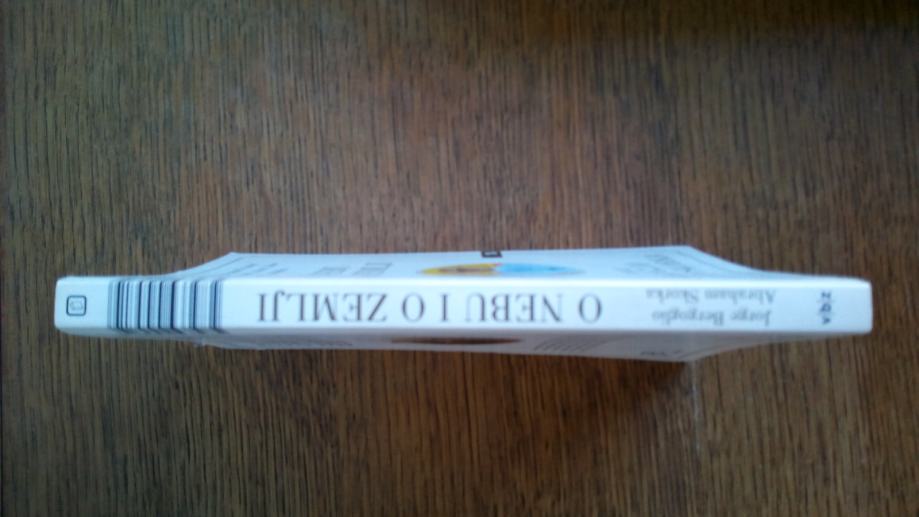 Jorge Bergoglio
Abraham Skorka
O NEBU I O ZEMLJI